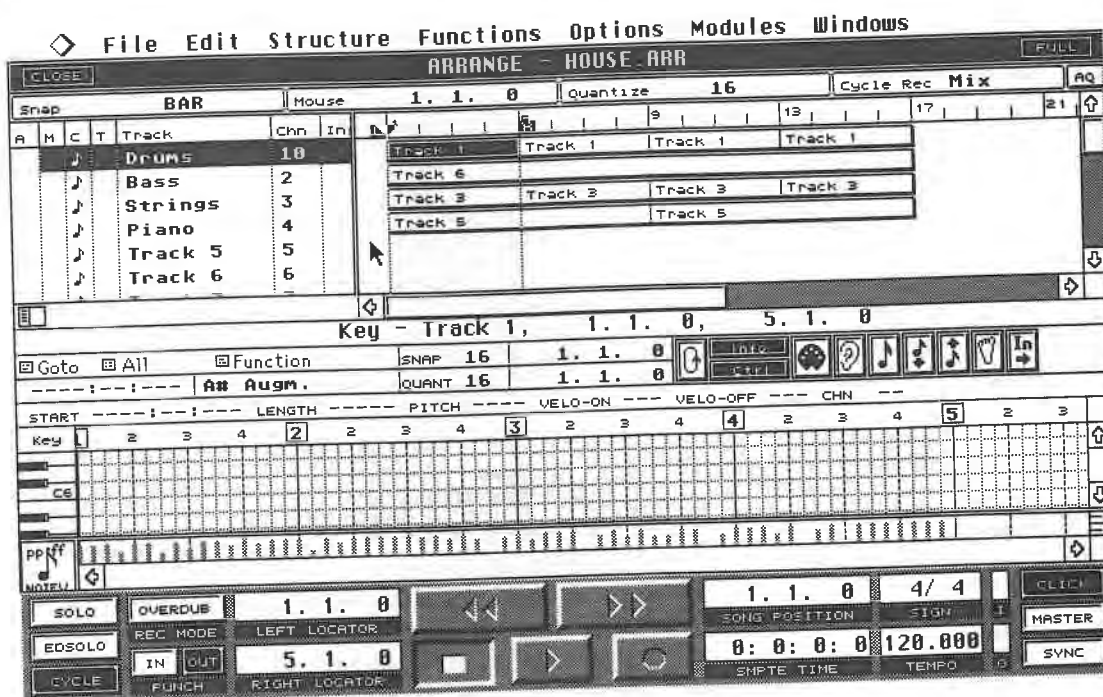 File Edit Structure Functions Options Modules Windows
CLOSE ARRANGE - HOUSE.ARR FULL
Snap BAR Mouse 1. 1. 0 Quantize 16 Cycle Rec Mix AQ
A M C T Track Chn In 5 9 13 17 21
Drums 10 Track 1 Track 1 Track 1 Track 1
Bass 2 Track 6
Strings 3 Track 3 Track 3 Track 3 Track 3
Piano 4 Track 5 Track 5
Track 5 5
Track 6 6
Key - Track 1, 1. 1. 0, 5. 1. 0
Goto All Function SNAP 16 1. 1. 0 Info In
----:--:--- A# Augm. QUANT 16 1. 1. 0 Ctrl
START ----:--:--- LENGTH ----- PITCH ---- VELO-ON --- VELO-OFF --- CHN --
Key 1 2 3 4 2 2 3 4 3 2 3 4 4 2 3 4 5 2 3
C6
PP ff
SOLO OVERDUB 1. 1. 0 1. 1. 0 4/ 4 CLICK
REC MODE LEFT LOCATOR SONG POSITION SIGN I MASTER
EDSOLO IN OUT 5. 1. 0 0: 0: 0: 0 120.000 SYNC
CYCLE PUNCH RIGHT LOCATOR SMPTE TIME TEMPO O